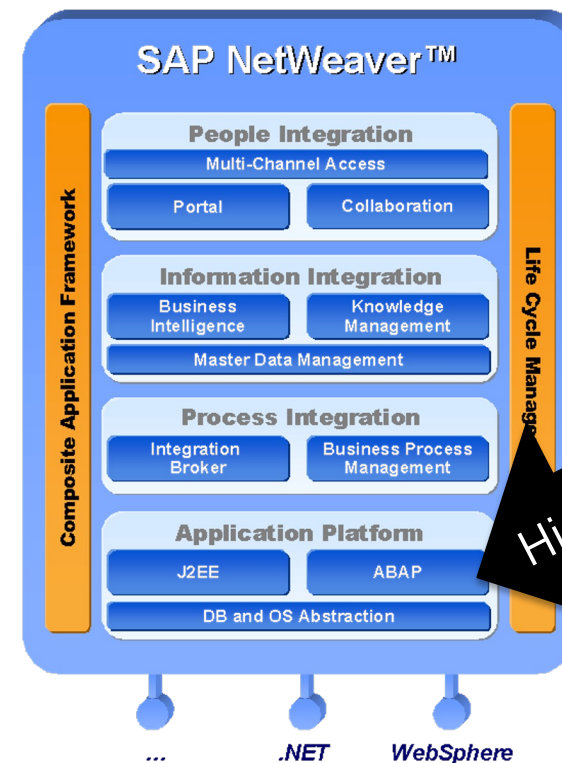 SAP NetWeaver™
People Integration
Multi-Channel Access
Portal
Collaboration
Composite Application Framework
Life Cycle
Information Integration
Business
Intelligence
Knowledge
Management
Master Data Management
Process Integration
Integration
Broker
Business Process
Management
Application Platform
J2EE
ABAP
DB and OS Abstraction
...
.NET
WebSphere